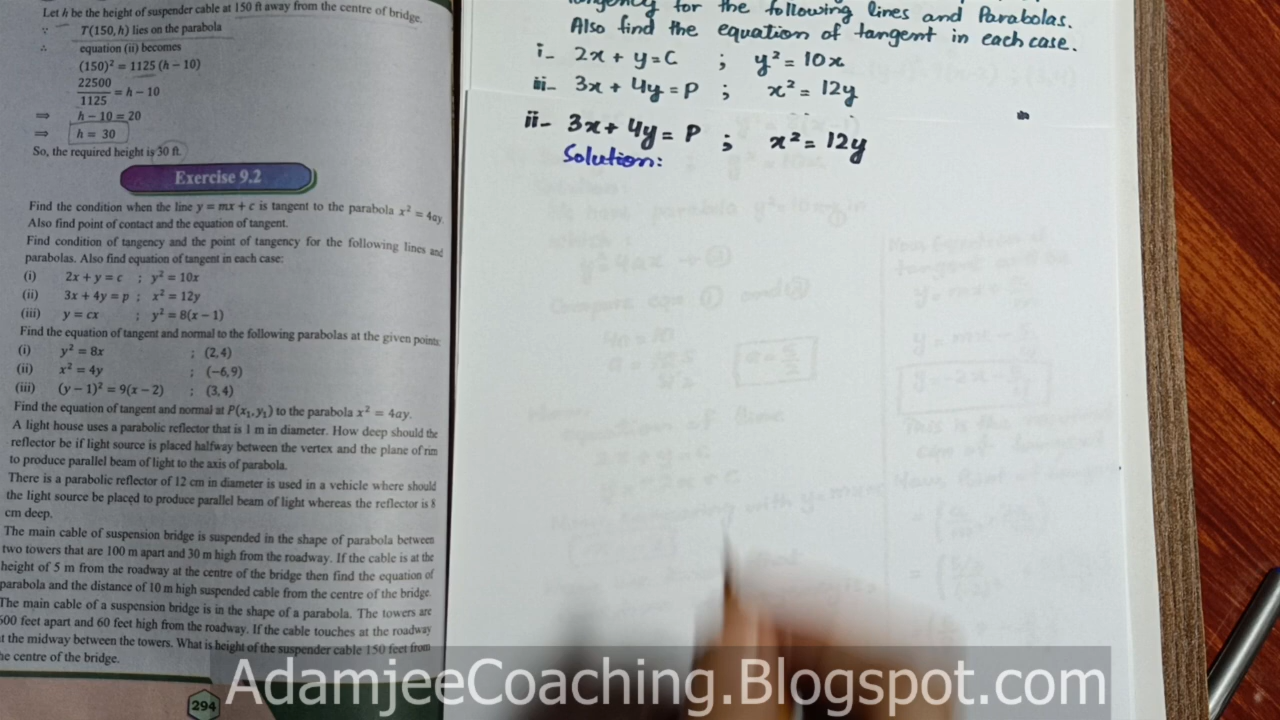 Let h be the height of suspender cable at 150 ft away from the centre of bridge.
∵ T(150, h) lies on the parabola
∴ equation (ii) becomes
(150)² = 1125 (h − 10)
22500
1125 = h − 10
⟹ h − 10 = 20
⟹ h = 30
So, the required height is 30 ft.
Exercise 9.2
Find the condition when the line y = mx + c is tangent to the parabola x² = 4ay.
Also find point of contact and the equation of tangent.
Find condition of tangency and the point of tangency for the following lines and
parabolas. Also find equation of tangent in each case:
(i) 2x + y = c ; y² = 10x
(ii) 3x + 4y = p ; x² = 12y
(iii) y = cx ; y² = 8(x − 1)
Find the equation of tangent and normal to the following parabolas at the given points
(i) y² = 8x ; (2, 4)
(ii) x² = 4y ; (−6, 9)
(iii) (y − 1)² = 9(x − 2) ; (3, 4)
Find the equation of tangent and normal at P(x₁, y₁) to the parabola x² = 4ay.
A light house uses a parabolic reflector that is 1 m in diameter. How deep should the
reflector be if light source is placed halfway between the vertex and the plane of rim
to produce parallel beam of light to the axis of parabola.
There is a parabolic reflector of 12 cm in diameter is used in a vehicle where should
the light source be placed to produce parallel beam of light whereas the reflector is 8
cm deep.
The main cable of suspension bridge is suspended in the shape of parabola between
two towers that are 100 m apart and 30 m high from the roadway. If the cable is at the
height of 5 m from the roadway at the centre of the bridge then find the equation of
parabola and the distance of 10 m high suspended cable from the centre of the bridge.
The main cable of a suspension bridge is in the shape of a parabola. The towers are
600 feet apart and 60 feet high from the roadway. If the cable touches at the roadway
at the midway between the towers. What is height of the suspender cable 150 feet from
he centre of the bridge.
294
tangency for the following lines and Parabolas.
Also find the equation of tangent in each case.
i- 2x + y = C ; y² = 10x
ii- 3x + 4y = P ; x² = 12y
ii- 3x + 4y = P ; x² = 12y
Solution:
AdamjeeCoaching.Blogspot.com